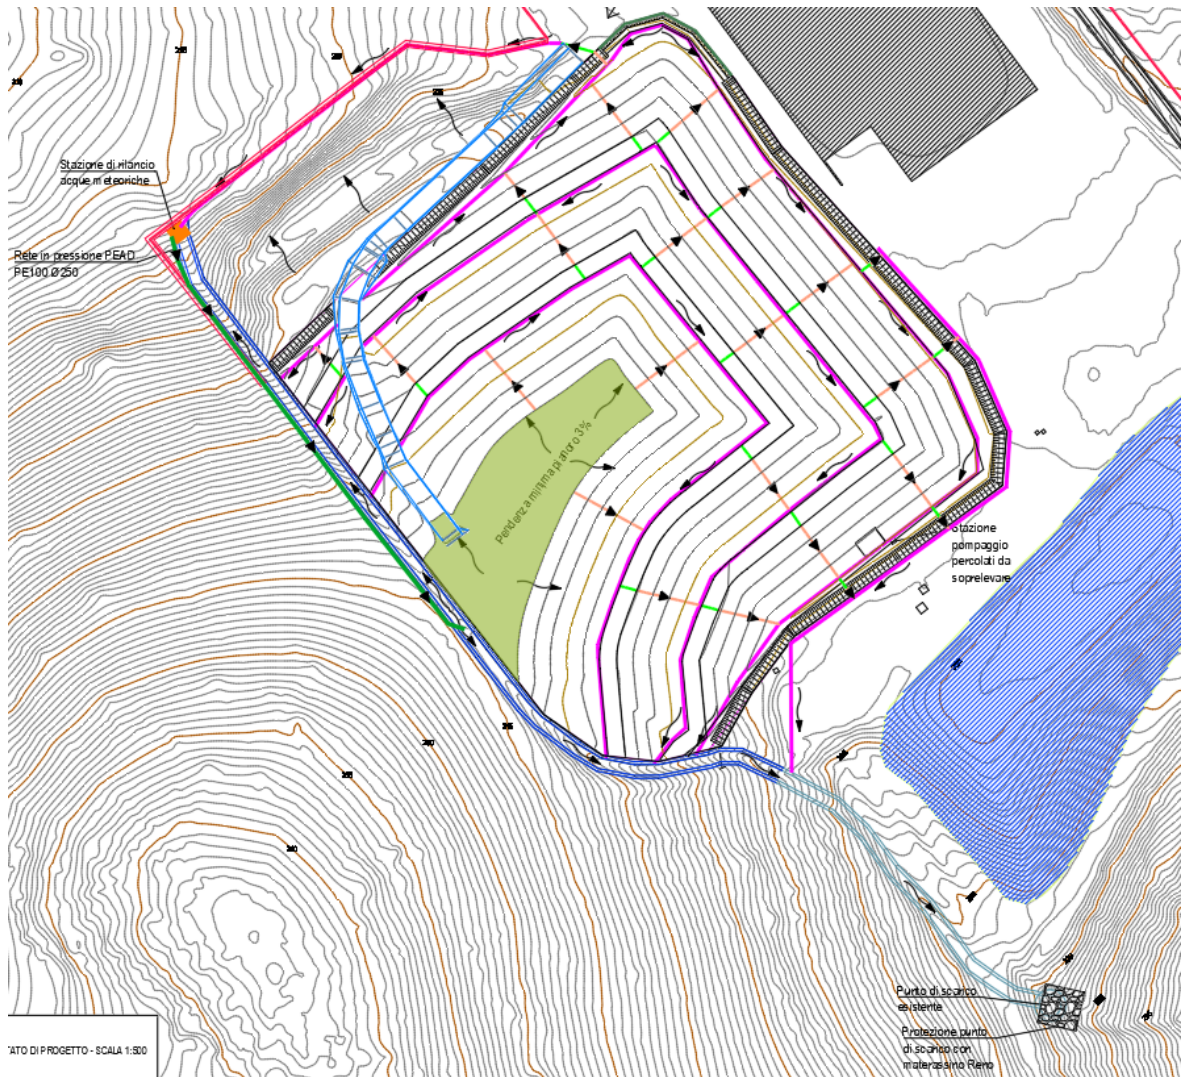 Stazione di rilancio
acque meteoriche
Rete in pressione PEAD
PE100 Ø 250
Pendenza minima pianoro 3%
Stazione
pompaggio
percolati da
soprelevare
Punto di scarico
esistente
Protezione punto
di scarico con
materassino Reno
TATO DI PROGETTO - SCALA 1:500